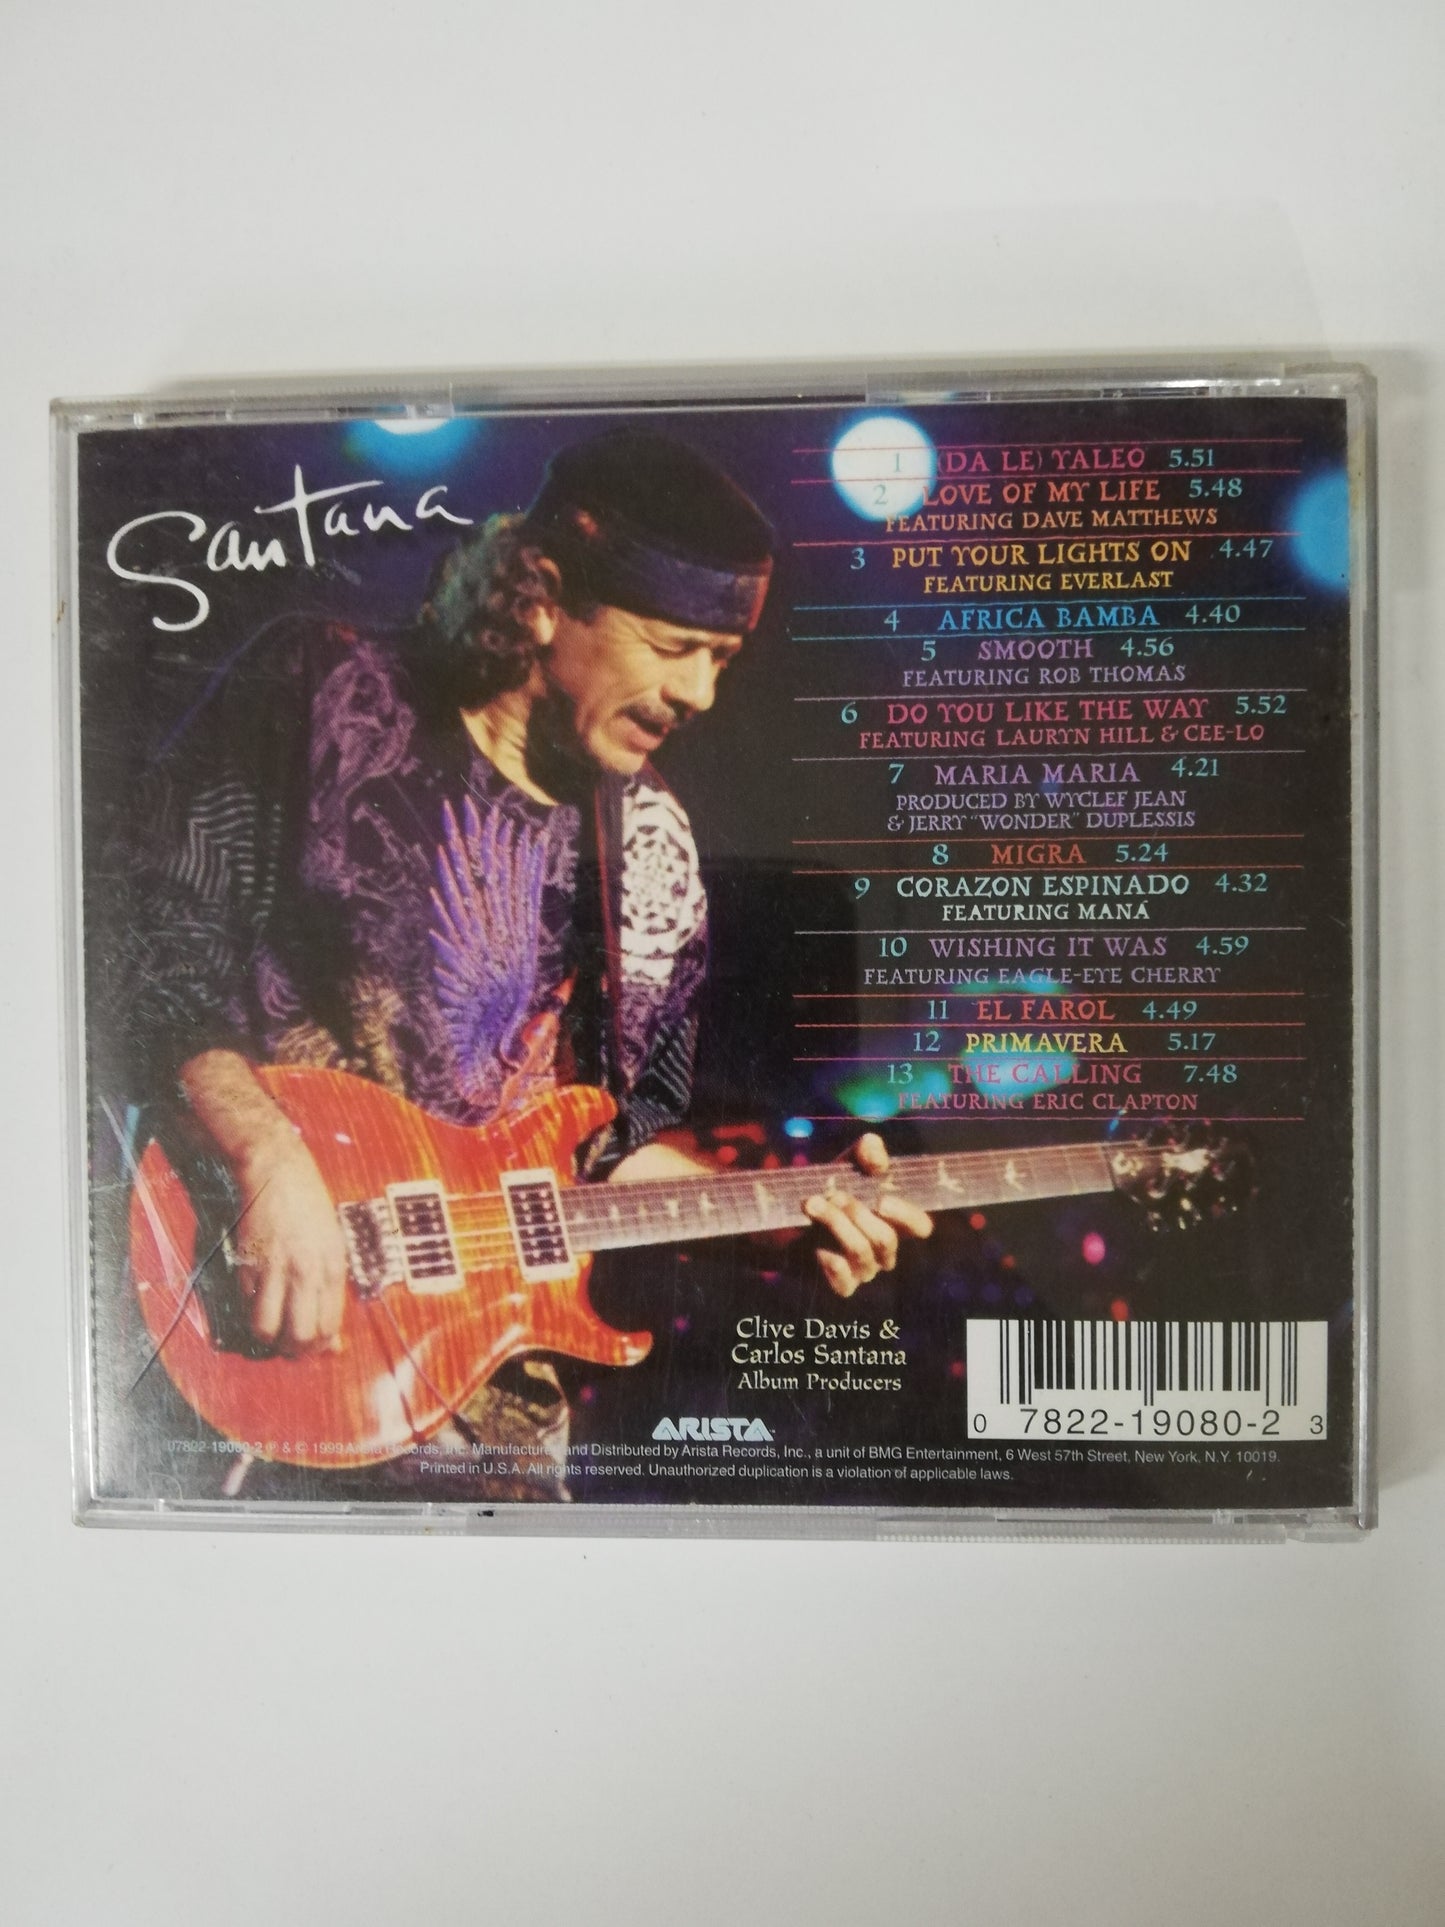 Santana
1 (DA LE) YALEO 5.51
2 LOVE OF MY LIFE 5.48
FEATURING DAVE MATTHEWS
3 PUT YOUR LIGHTS ON 4.47
FEATURING EVERLAST
4 AFRICA BAMBA 4.40
5 SMOOTH 4.56
FEATURING ROB THOMAS
6 DO YOU LIKE THE WAY 5.52
FEATURING LAURYN HILL & CEE-LO
7 MARIA MARIA 4.21
PRODUCED BY WYCLEF JEAN
& JERRY "WONDER" DUPLESSIS
8 MIGRA 5.24
9 CORAZON ESPINADO 4.32
FEATURING MANÁ
10 WISHING IT WAS 4.59
FEATURING EAGLE-EYE CHERRY
11 EL FAROL 4.49
12 PRIMAVERA 5.17
13 THE CALLING 7.48
FEATURING ERIC CLAPTON
Clive Davis &
Carlos Santana
Album Producers
ARISTA
0 7822-19080-2 3
07822-19080-2 ℗ & © 1999 Arista Records, Inc. Manufactured and Distributed by Arista Records, Inc., a unit of BMG Entertainment, 6 West 57th Street, New York, N.Y. 10019.
Printed in U.S.A. All rights reserved. Unauthorized duplication is a violation of applicable laws.